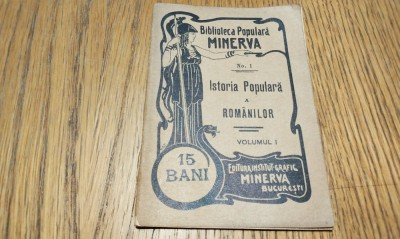 Biblioteca Populară
MINERVA
No. 1
Istoria Populară
a
ROMÂNILOR
VOLUMUL I
15
BANI
EDITURA INSTITUT-GRAFIC
MINERVA
BUCUREȘTI